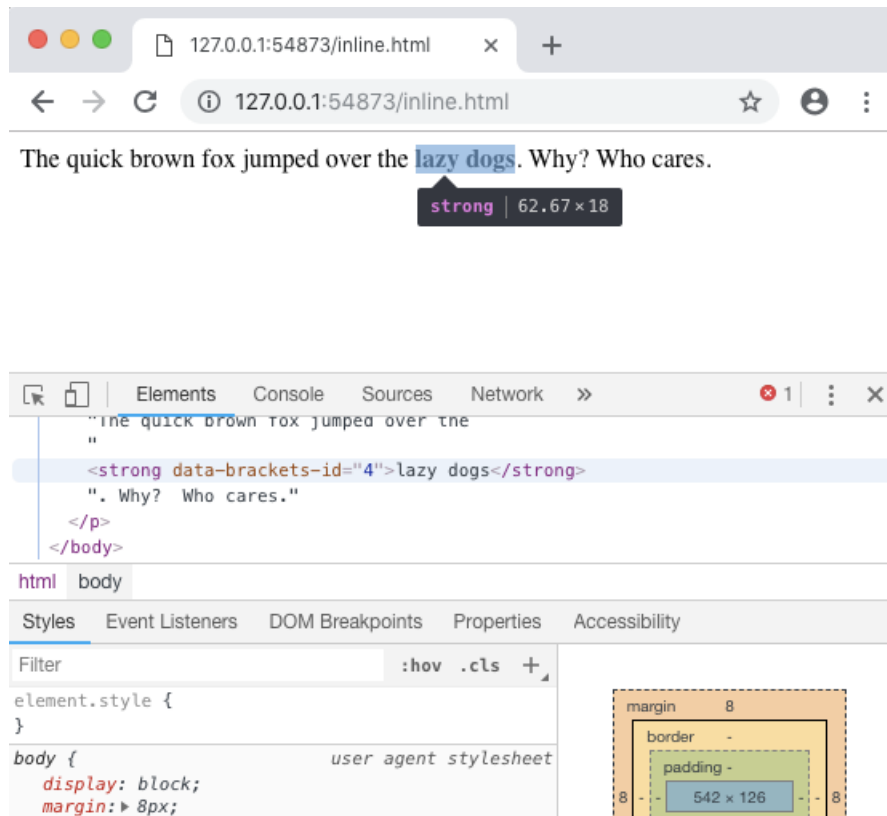 127.0.0.1:54873/inline.html
127.0.0.1:54873/inline.html
The quick brown fox jumped over the lazy dogs. Why? Who cares.
strong | 62.67×18
Elements Console Sources Network » 1
"The quick brown fox jumped over the
"
<strong data-brackets-id="4">lazy dogs</strong>
". Why?  Who cares."
</p>
</body>
html body
Styles Event Listeners DOM Breakpoints Properties Accessibility
Filter :hov .cls +
element.style {
}
body { user agent stylesheet
display: block;
margin: 8px;
margin 8
border -
padding -
8 - - 542 × 126 - - 8